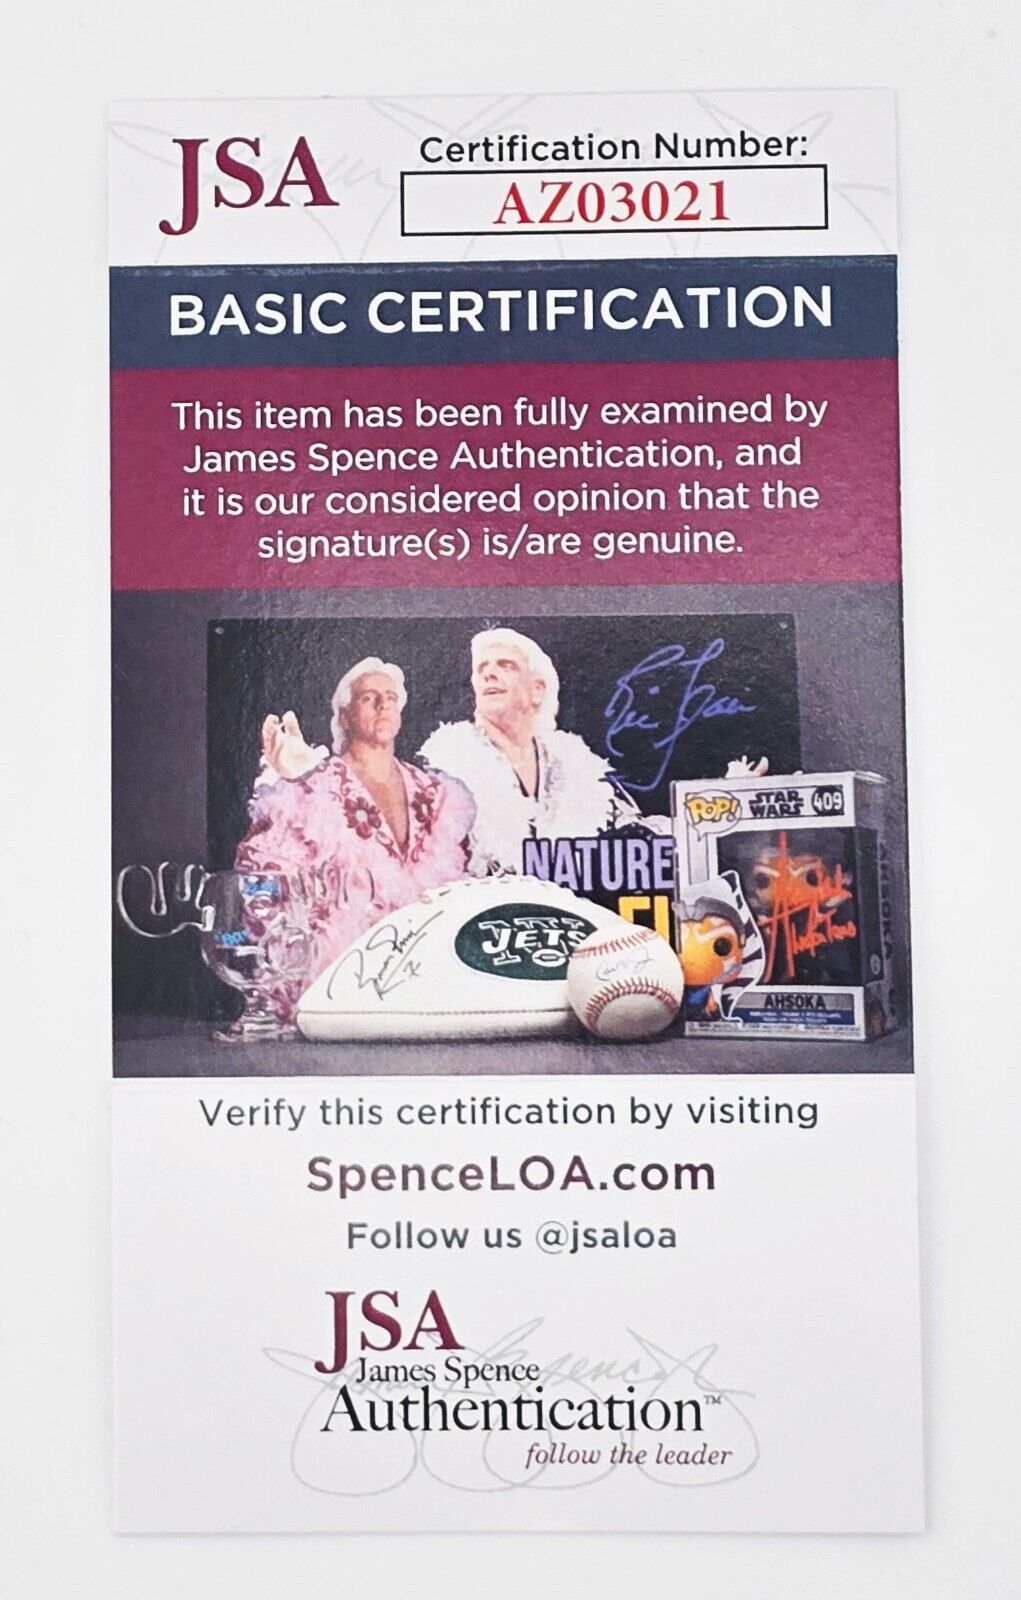 JSA
Certification Number:
AZ03021
BASIC CERTIFICATION
This item has been fully examined by
James Spence Authentication, and
it is our considered opinion that the
signature(s) is/are genuine.
NATURE
POP!
STAR
WARS
409
JETS
AHSOKA
Verify this certification by visiting
SpenceLOA.com
Follow us @jsaloa
JSA
James Spence
Authentication™
follow the leader